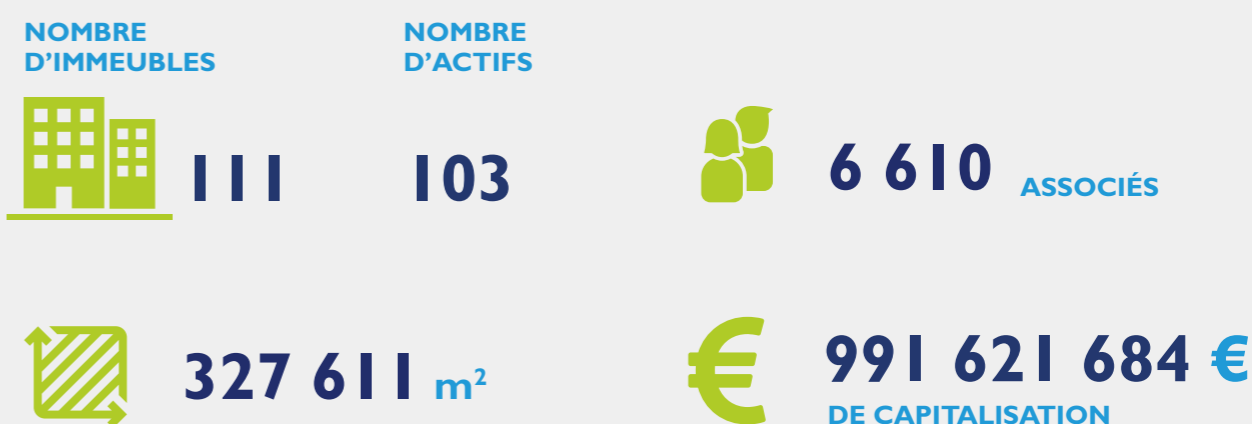 NOMBRE
D’IMMEUBLES
NOMBRE
D’ACTIFS
111
103
6 610 ASSOCIÉS
327 611 m²
€
991 621 684 €
DE CAPITALISATION